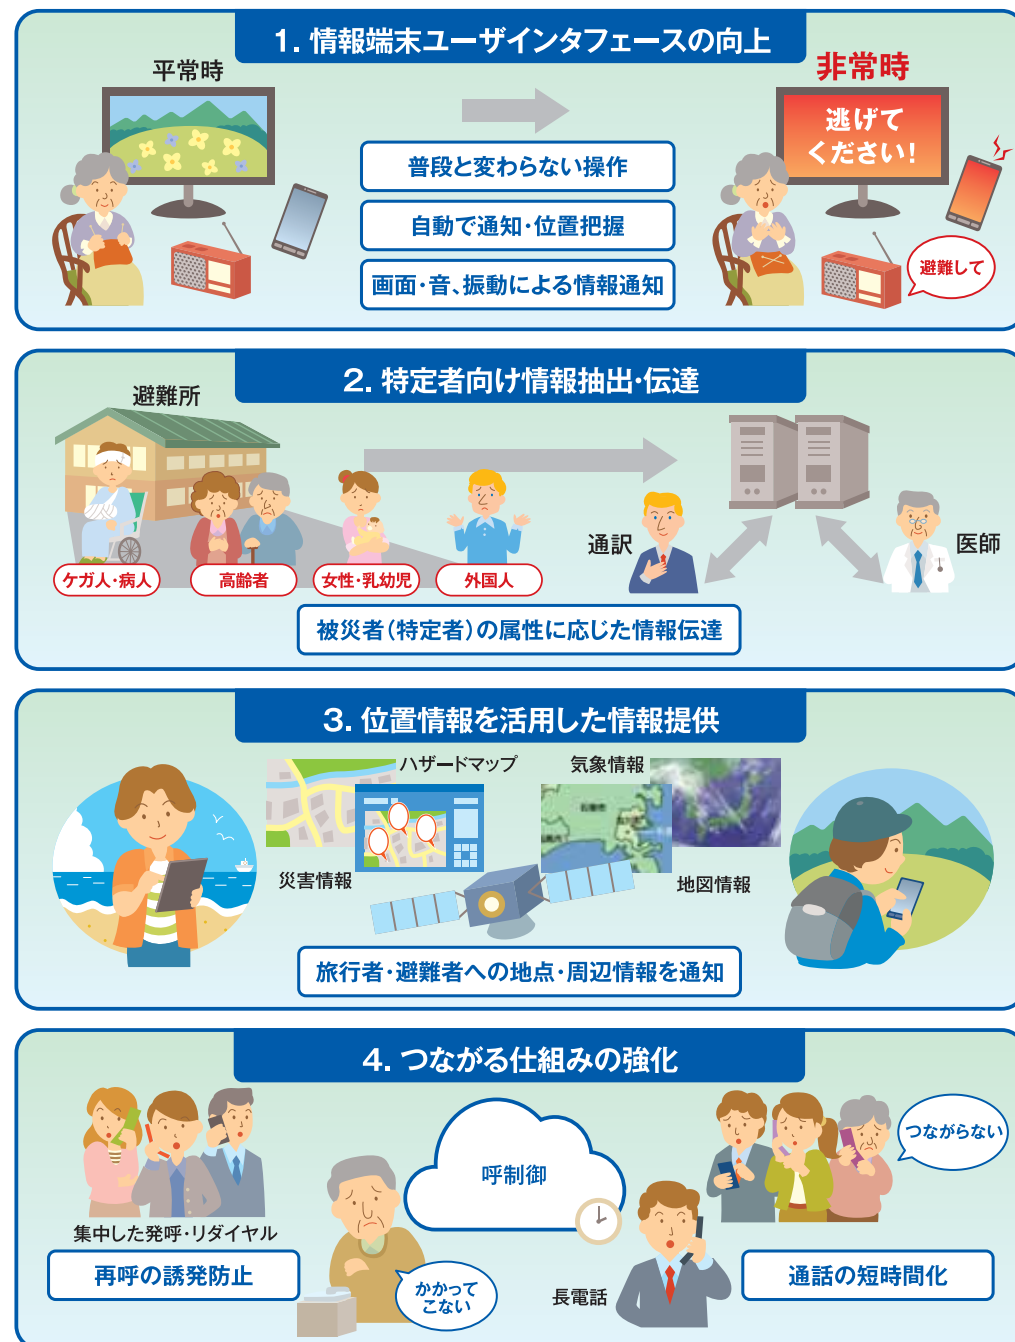 1. 情報端末ユーザインタフェースの向上
平常時
非常時
逃げて
ください!
普段と変わらない操作
自動で通知・位置把握
画面・音、振動による情報通知
避難して
2. 特定者向け情報抽出・伝達
避難所
通訳
医師
ケガ人・病人
高齢者
女性・乳幼児
外国人
被災者（特定者）の属性に応じた情報伝達
3. 位置情報を活用した情報提供
ハザードマップ
気象情報
災害情報
地図情報
旅行者・避難者への地点・周辺情報を通知
4. つながる仕組みの強化
つながらない
呼制御
集中した発呼・リダイヤル
再呼の誘発防止
かかって
こない
長電話
通話の短時間化